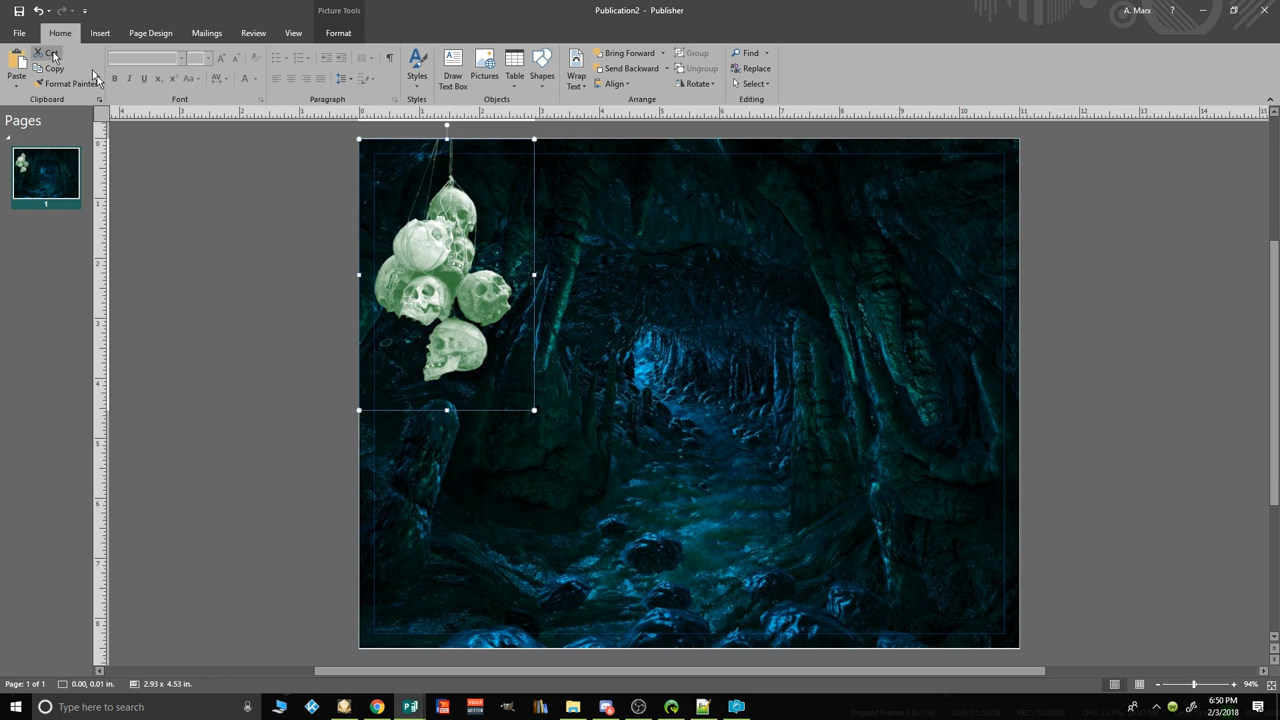 Picture Tools
Publication2 - Publisher
A. Marx
?
File Home Insert Page Design Mailings Review View Format
Paste
Cut
Copy
Format Painter
Clipboard
Font
Paragraph
Styles
Styles
Draw
Text Box
Pictures
Table
Shapes
Objects
Wrap
Text
Bring Forward
Send Backward
Align
Group
Ungroup
Rotate
Arrange
Find
Replace
Select
Editing
Pages
1
Page: 1 of 1
0.00, 0.01 in.
2.93 x 4.53 in.
94%
Type here to search
6:50 PM
2/3/2018